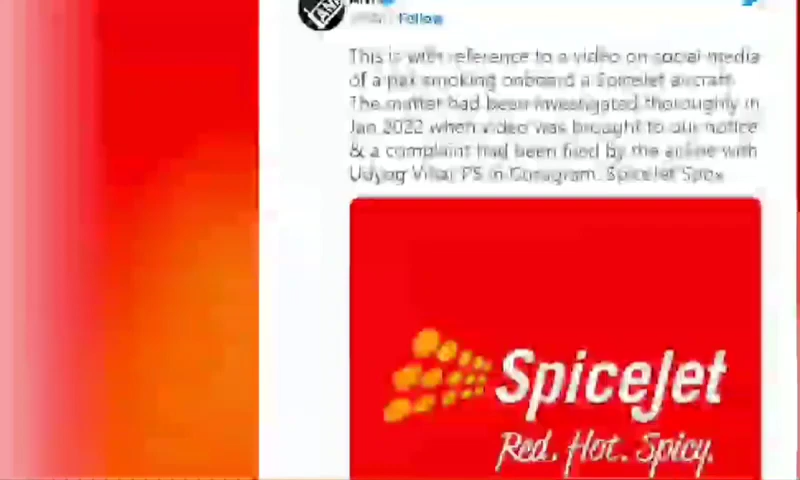 ANI
Follow
This is with reference to a video on social media
of a pax smoking onboard a SpiceJet aircraft.
The matter had been investigated thoroughly in
Jan 2022 when video was brought to our notice
& a complaint had been filed by the airline with
Udyog Vihar PS in Gurugram. SpiceJet Spox
SpiceJet
Red. Hot. Spicy.